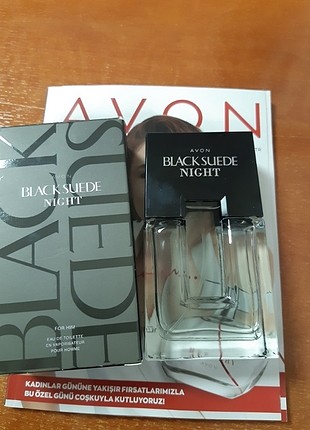 AVON
BLACK
SUEDE
BLACK SUEDE
NIGHT
FOR HIM
EAU DE TOILETTE
EN VAPORISATEUR
POUR HOMME
AVON
BLACK SUEDE
NIGHT
KADINLAR GÜNÜNE YAKIŞIR FIRSATLARIMIZLA
BU ÖZEL GÜNÜ COŞKUYLA KUTLUYORUZ!